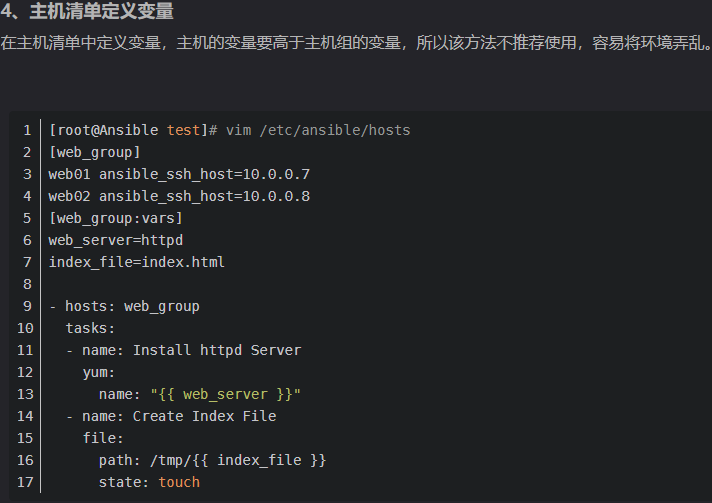 4、主机清单定义变量
在主机清单中定义变量，主机的变量要高于主机组的变量，所以该方法不推荐使用，容易将环境弄乱。
1 [root@Ansible test]# vim /etc/ansible/hosts
2 [web_group]
3 web01 ansible_ssh_host=10.0.0.7
4 web02 ansible_ssh_host=10.0.0.8
5 [web_group:vars]
6 web_server=httpd
7 index_file=index.html
8
9 - hosts: web_group
10   tasks:
11   - name: Install httpd Server
12     yum:
13       name: "{{ web_server }}"
14   - name: Create Index File
15     file:
16       path: /tmp/{{ index_file }}
17       state: touch